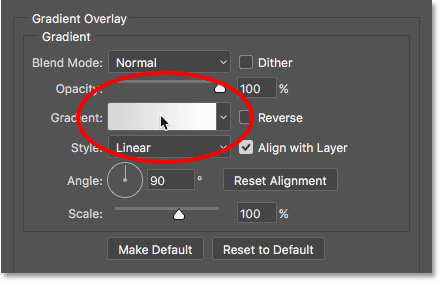 Gradient Overlay
Gradient
Blend Mode: Normal Dither
Opacity: 100 %
Gradient: Reverse
Style: Linear Align with Layer
Angle: 90 ° Reset Alignment
Scale: 100 %
Make Default Reset to Default